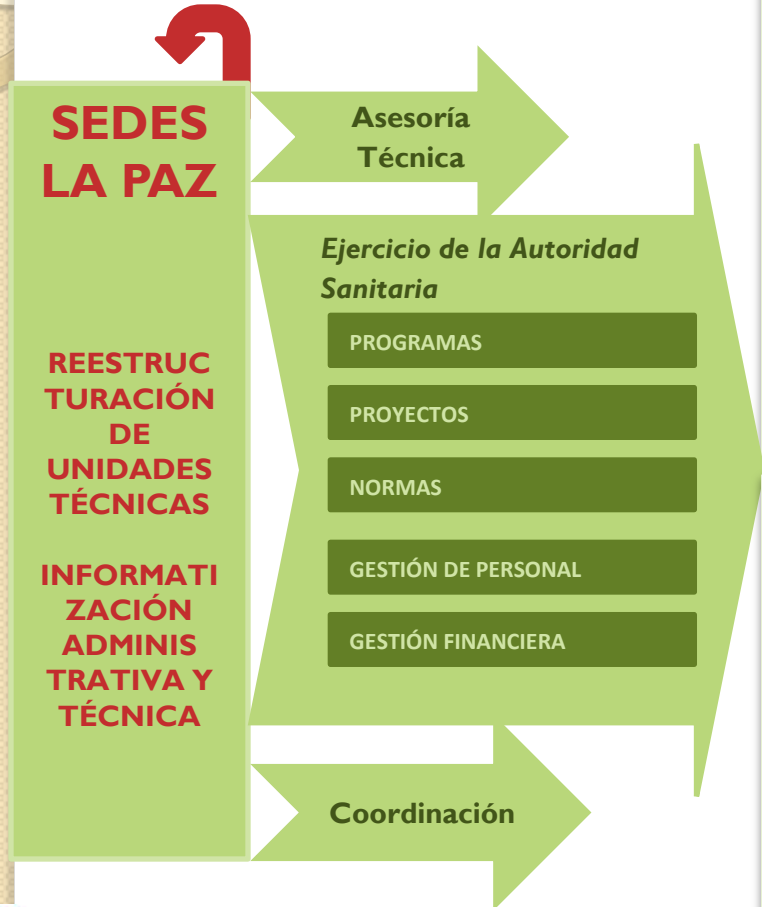 SEDES
LA PAZ
REESTRUC
TURACIÓN
DE
UNIDADES
TÉCNICAS
INFORMATI
ZACIÓN
ADMINIS
TRATIVA Y
TÉCNICA
Asesoría
Técnica
Ejercicio de la Autoridad
Sanitaria
PROGRAMAS
PROYECTOS
NORMAS
GESTIÓN DE PERSONAL
GESTIÓN FINANCIERA
Coordinación